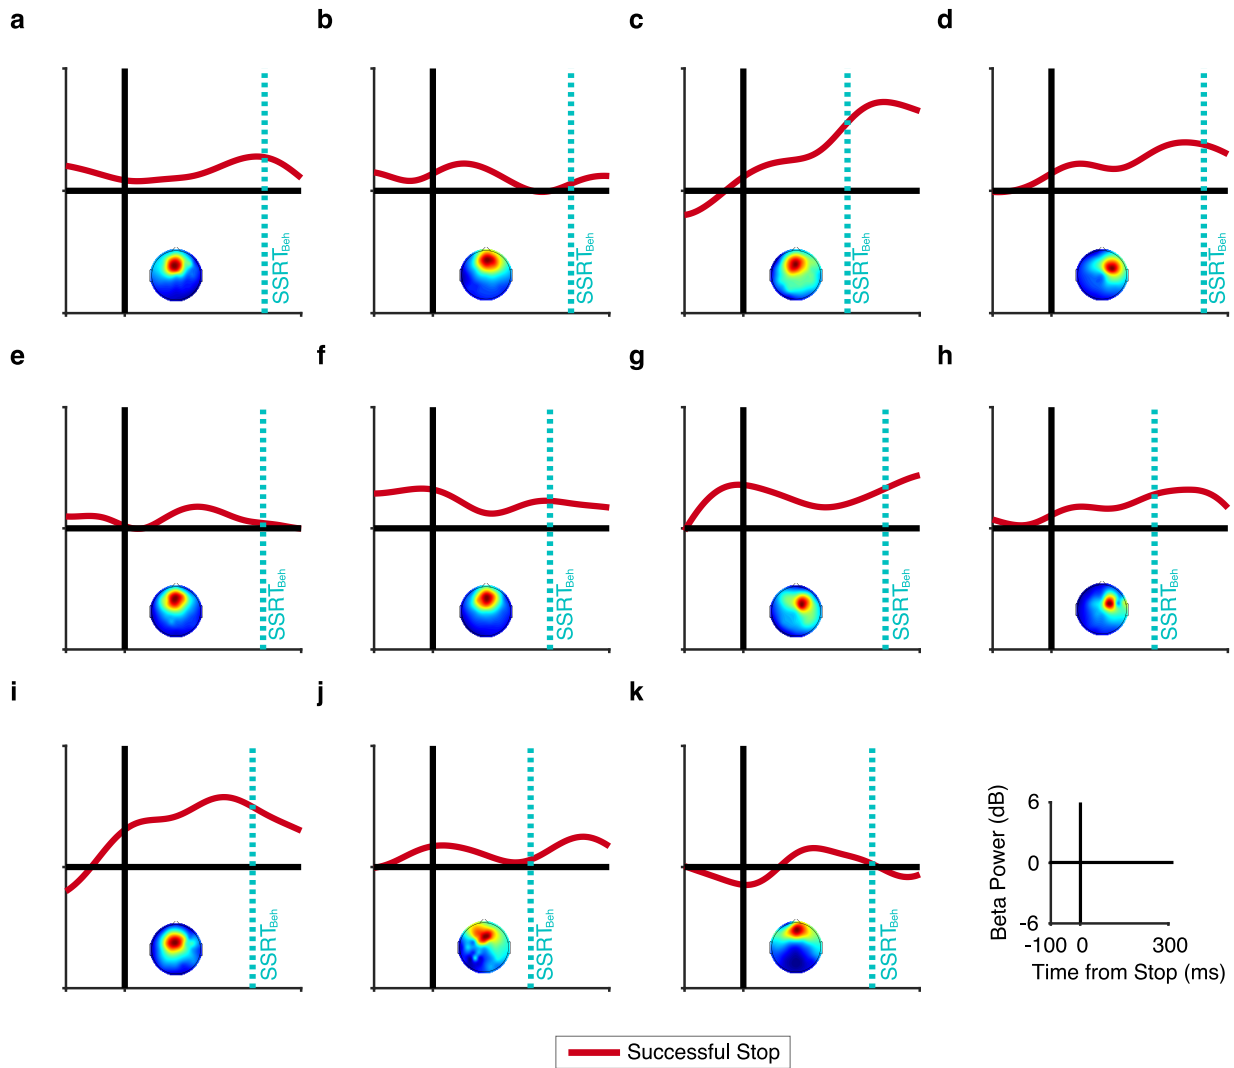 a
b
c
d
SSRTBeh
SSRTBeh
SSRTBeh
SSRTBeh
e
f
g
h
SSRTBeh
SSRTBeh
SSRTBeh
SSRTBeh
i
j
k
SSRTBeh
SSRTBeh
SSRTBeh
Beta Power (dB)
6
0
-6
-100 0 300
Time from Stop (ms)
Successful Stop